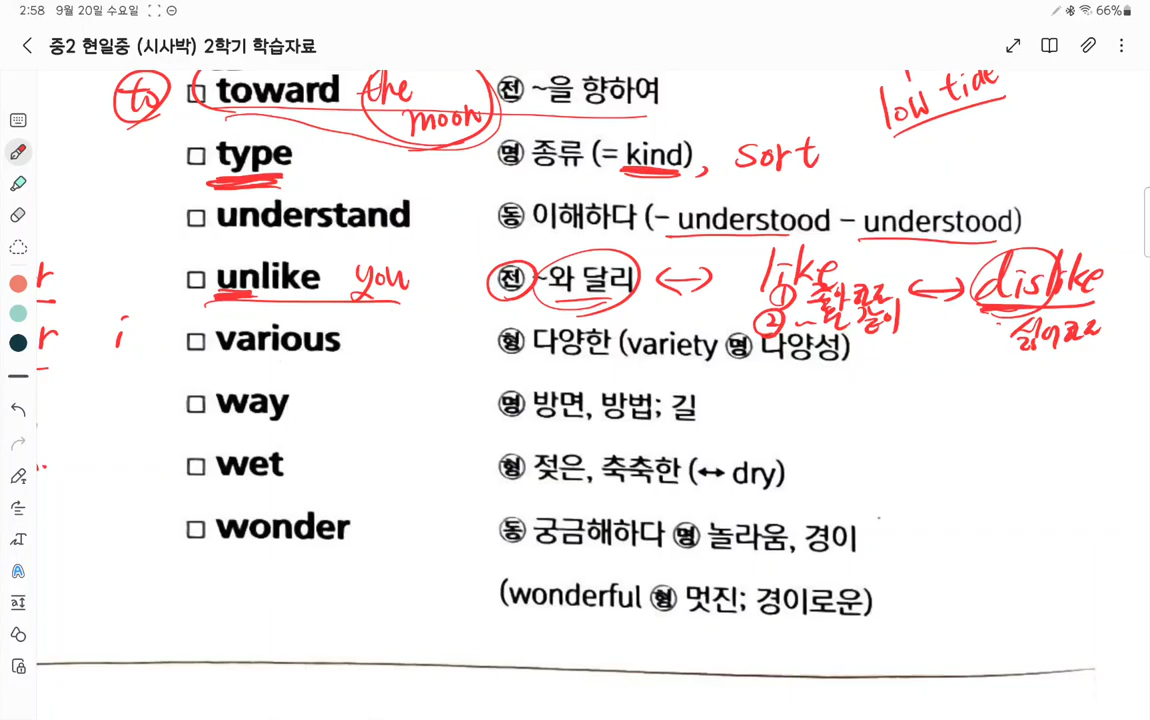 2:58 9월 20일 수요일 66%
중2 현일중 (시사박) 2학기 학습자료
to toward the moon 전 ~을 향하여 low tide
type 명 종류 (= kind), sort
understand 동 이해하다 (– understood – understood)
unlike you 전 ~와 달리 ↔ like ↔ dislike
① 좋아하다
② ~와 같이
싫어하다
r i various 형 다양한 (variety 명 다양성)
way 명 방면, 방법; 길
wet 형 젖은, 축축한 (↔ dry)
wonder 동 궁금해하다 명 놀라움, 경이
(wonderful 형 멋진; 경이로운)